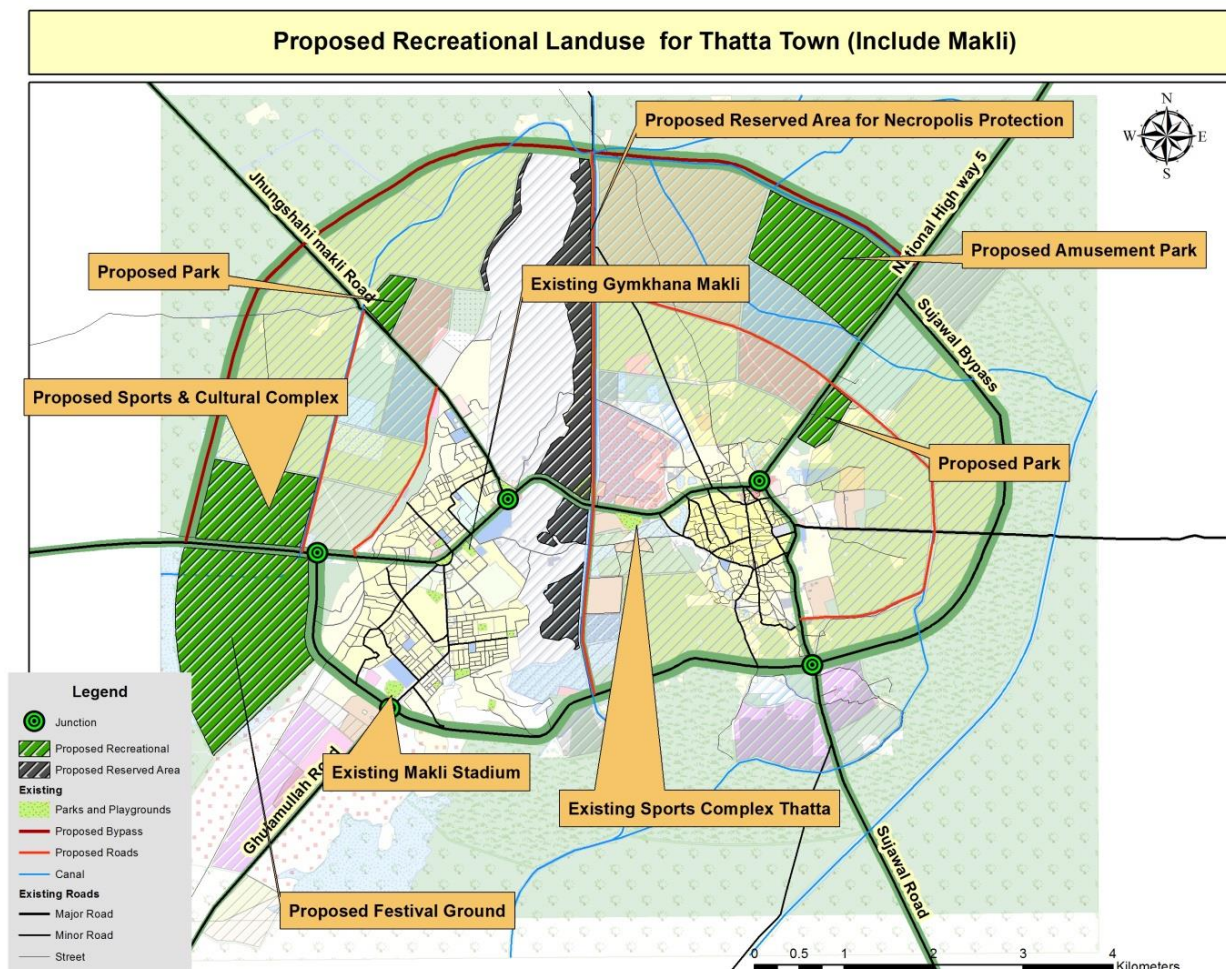 Proposed Recreational Landuse for Thatta Town (Include Makli)
Proposed Reserved Area for Necropolis Protection
N
W E
S
Jhungshahi makli Road
National High way 5
Proposed Amusement Park
Proposed Park
Existing Gymkhana Makli
Sujawal Bypass
Proposed Sports & Cultural Complex
Proposed Park
Legend
Junction
Proposed Recreational
Proposed Reserved Area
Existing
Parks and Playgrounds
Proposed Bypass
Proposed Roads
Canal
Existing Roads
Major Road
Minor Road
Street
Existing Makli Stadium
Ghulamullah Road
Existing Sports Complex Thatta
Sujawal Road
Proposed Festival Ground
0 0.5 1 2 3 4
Kilometers